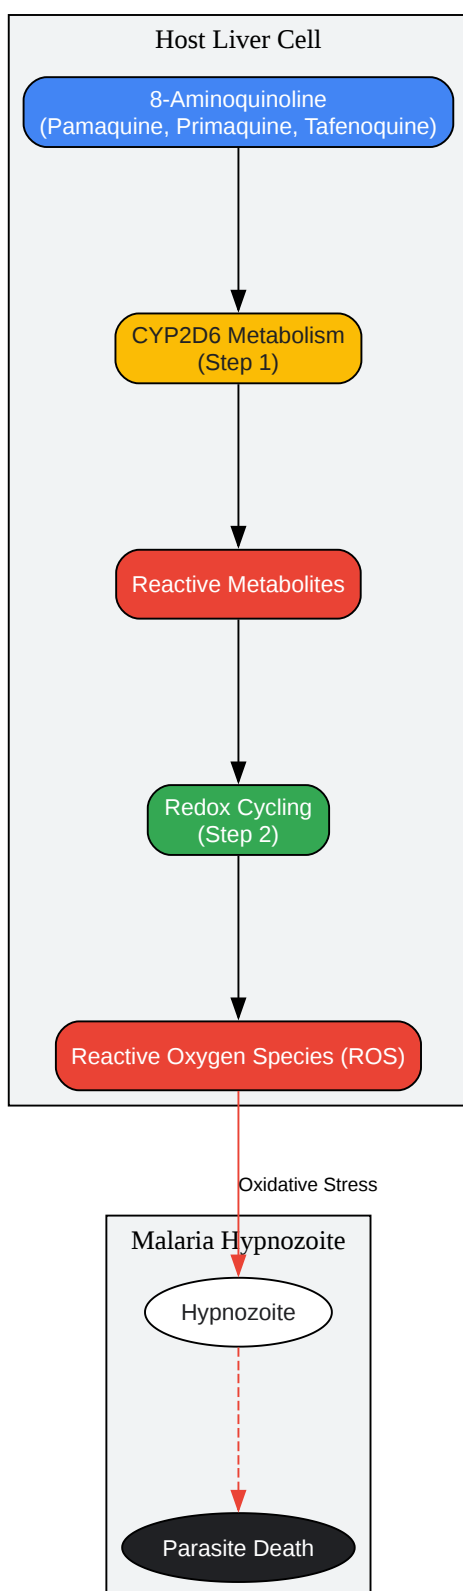 Host Liver Cell
8-Aminoquinoline
(Pamaquine, Primaquine, Tafenoquine)
CYP2D6 Metabolism
(Step 1)
Reactive Metabolites
Redox Cycling
(Step 2)
Reactive Oxygen Species (ROS)
Oxidative Stress
Malaria Hypnozoite
Hypnozoite
Parasite Death